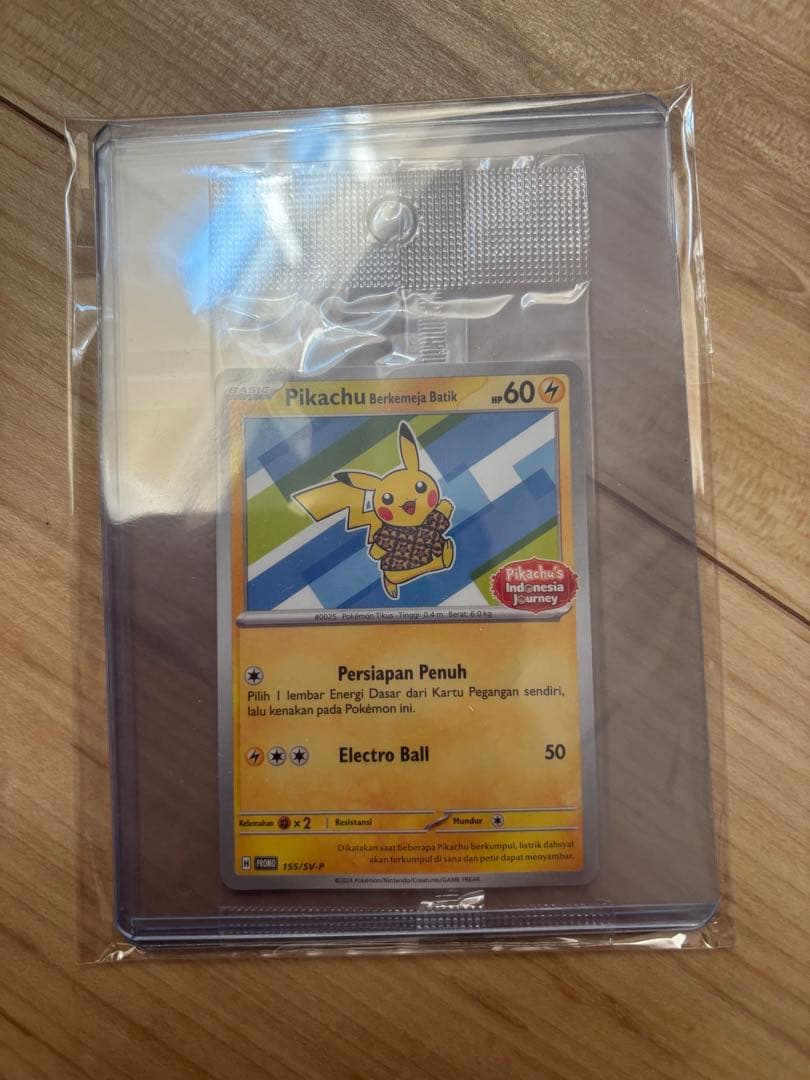 BASIC
Pikachu Berkemeja Batik HP 60
Pikachu's
Indonesia
Journey
#0025 Pokémon Tikus Tinggi: 0.4 m Berat: 6.0 kg
Persiapan Penuh
Pilih 1 lembar Energi Dasar dari Kartu Pegangan sendiri,
lalu kenakan pada Pokémon ini.
Electro Ball 50
Kelemahan ×2 Resistansi Mundur
Dikatakan saat beberapa Pikachu berkumpul, listrik dahsyat
akan terkumpul di sana dan petir dapat menyambar.
H PROMO 155/SV-P
©2024 Pokémon/Nintendo/Creatures/GAME FREAK.